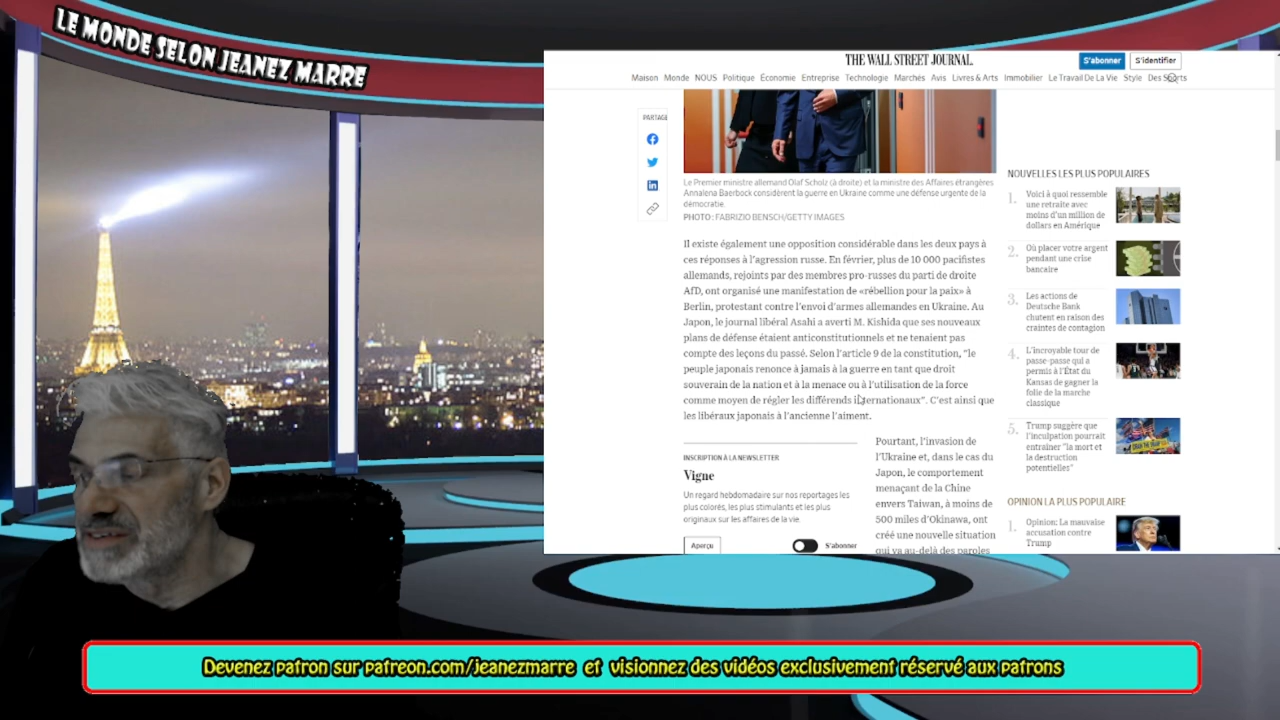 LE MONDE SELON JEANEZ MARRE
THE WALL STREET JOURNAL.
S'abonner
S'identifier
Maison Monde NOUS Politique Économie Entreprise Technologie Marchés Avis Livres & Arts Immobilier Le Travail De La Vie Style Des Sports
PARTAGE
Le Premier ministre allemand Olaf Scholz (à droite) et la ministre des Affaires étrangères
Annalena Baerbock considèrent la guerre en Ukraine comme une défense urgente de la
démocratie.
PHOTO : FABRIZIO BENSCH/GETTY IMAGES
Il existe également une opposition considérable dans les deux pays à
ces réponses à l'agression russe. En février, plus de 10 000 pacifistes
allemands, rejoints par des membres pro-russes du parti de droite
AfD, ont organisé une manifestation de «rébellion pour la paix» à
Berlin, protestant contre l'envoi d'armes allemandes en Ukraine. Au
Japon, le journal libéral Asahi a averti M. Kishida que ses nouveaux
plans de défense étaient anticonstitutionnels et ne tenaient pas
compte des leçons du passé. Selon l'article 9 de la constitution, "le
peuple japonais renonce à jamais à la guerre en tant que droit
souverain de la nation et à la menace ou à l'utilisation de la force
comme moyen de régler les différends internationaux". C'est ainsi que
les libéraux japonais à l'ancienne l'aiment.
INSCRIPTION À LA NEWSLETTER
Vigne
Un regard hebdomadaire sur nos reportages les
plus colorés, les plus stimulants et les plus
originaux sur les affaires de la vie.
Aperçu
S'abonner
Pourtant, l'invasion de
l'Ukraine et, dans le cas du
Japon, le comportement
menaçant de la Chine
envers Taiwan, à moins de
500 miles d'Okinawa, ont
créé une nouvelle situation
qui va au-delà des paroles
NOUVELLES LES PLUS POPULAIRES
1. Voici à quoi ressemble
une retraite avec
moins d'un million de
dollars en Amérique
2. Où placer votre argent
pendant une crise
bancaire
3. Les actions de
Deutsche Bank
chutent en raison des
craintes de contagion
4. L'incroyable tour de
passe-passe qui a
permis à l'État du
Kansas de gagner la
folie de la marche
classique
5. Trump suggère que
l'inculpation pourrait
entraîner "la mort et
la destruction
potentielles"
OPINION LA PLUS POPULAIRE
1. Opinion: La mauvaise
accusation contre
Trump
Devenez patron sur patreon.com/jeanezmarre et visionnez des vidéos exclusivement réservé aux patrons